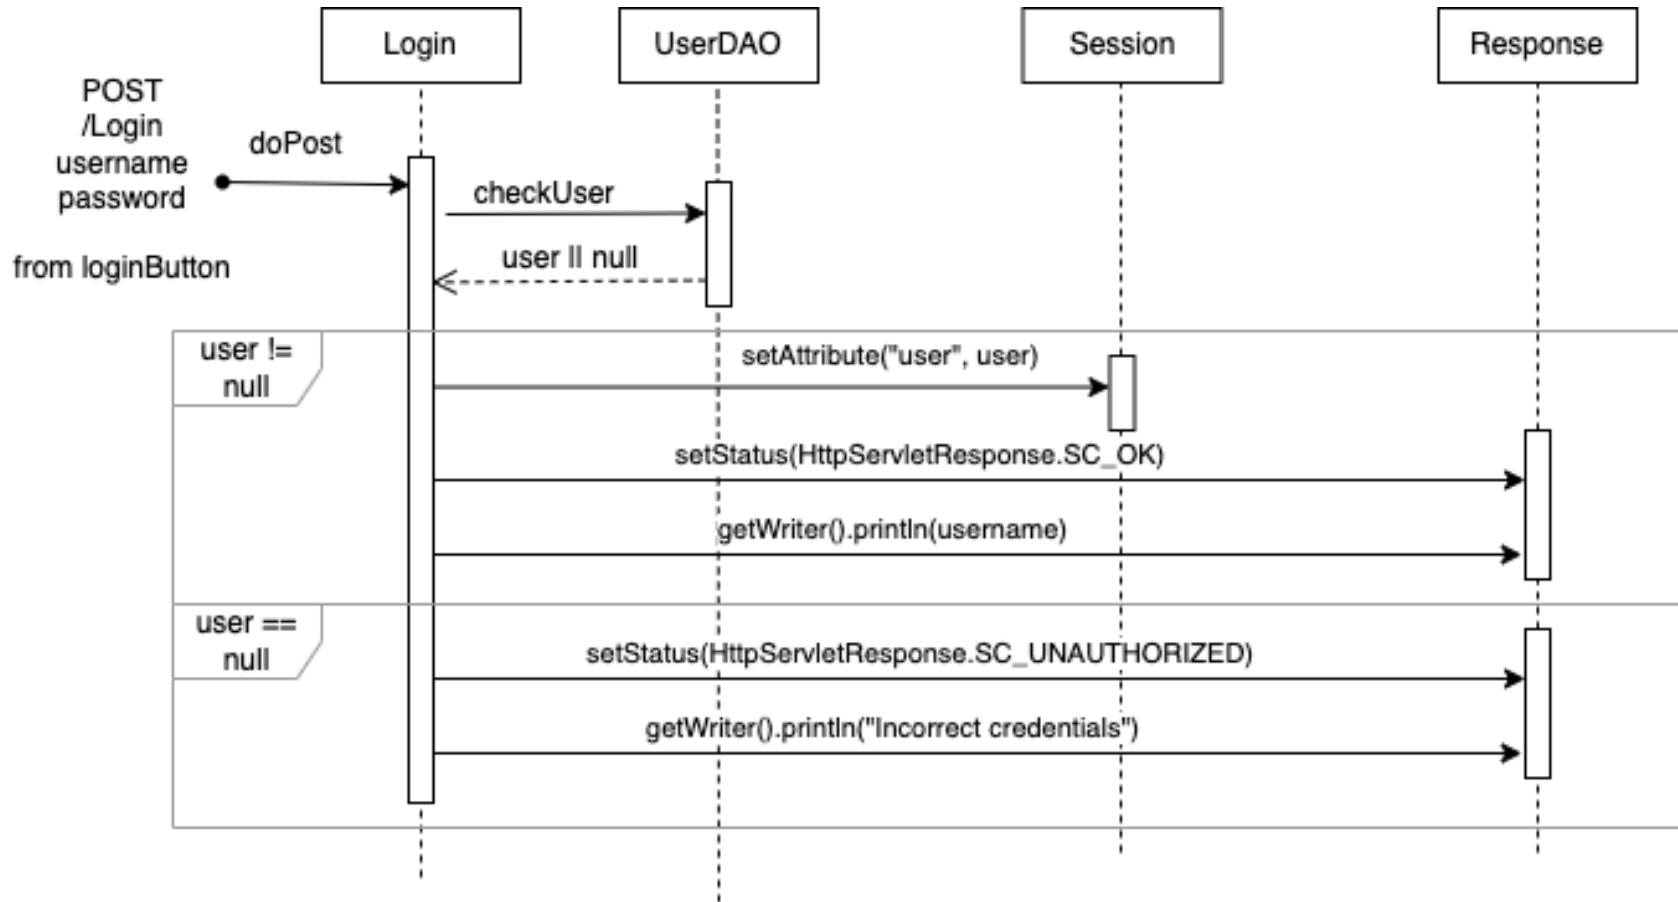 Login
UserDAO
Session
Response
POST
/Login
username
password
doPost
from loginButton
checkUser
user || null
user !=
null
setAttribute("user", user)
setStatus(HttpServletResponse.SC_OK)
getWriter().println(username)
user ==
null
setStatus(HttpServletResponse.SC_UNAUTHORIZED)
getWriter().println("Incorrect credentials")